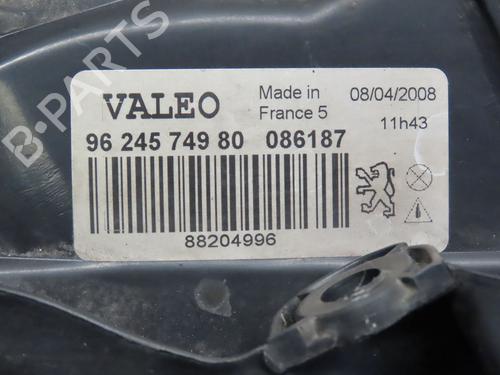 B-PARTS
VALEO
Made in
France 5
08/04/2008
11h43
96 245 749 80 086187
88204996